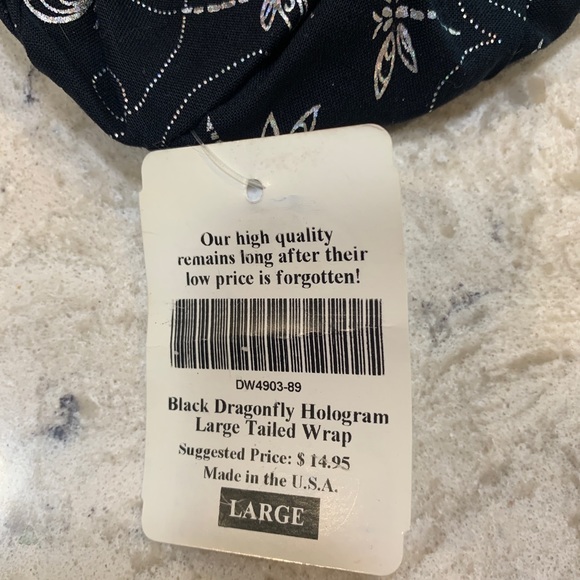 Our high quality
remains long after their
low price is forgotten!
DW4903-89
Black Dragonfly Hologram
Large Tailed Wrap
Suggested Price: $ 14.95
Made in the U.S.A.
LARGE